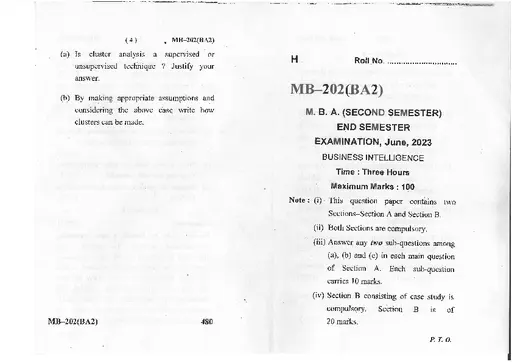 ( 4 ) MB-202(BA2)
(a) Is cluster analysis a supervised or
unsupervised technique ? Justify your
answer.
(b) By making appropriate assumptions and
considering the above case write how
clusters can be made.
MB-202(BA2) 480
H Roll No. ..............................
MB-202(BA2)
M. B. A. (SECOND SEMESTER)
END SEMESTER
EXAMINATION, June, 2023
BUSINESS INTELLIGENCE
Time : Three Hours
Maximum Marks : 100
Note : (i) This question paper contains two
Sections-Section A and Section B.
(ii) Both Sections are compulsory.
(iii) Answer any two sub-questions among
(a), (b) and (c) in each main question
of Section A. Each sub-question
carries 10 marks.
(iv) Section B consisting of case study is
compulsory. Section B is of
20 marks.
P. T. O.